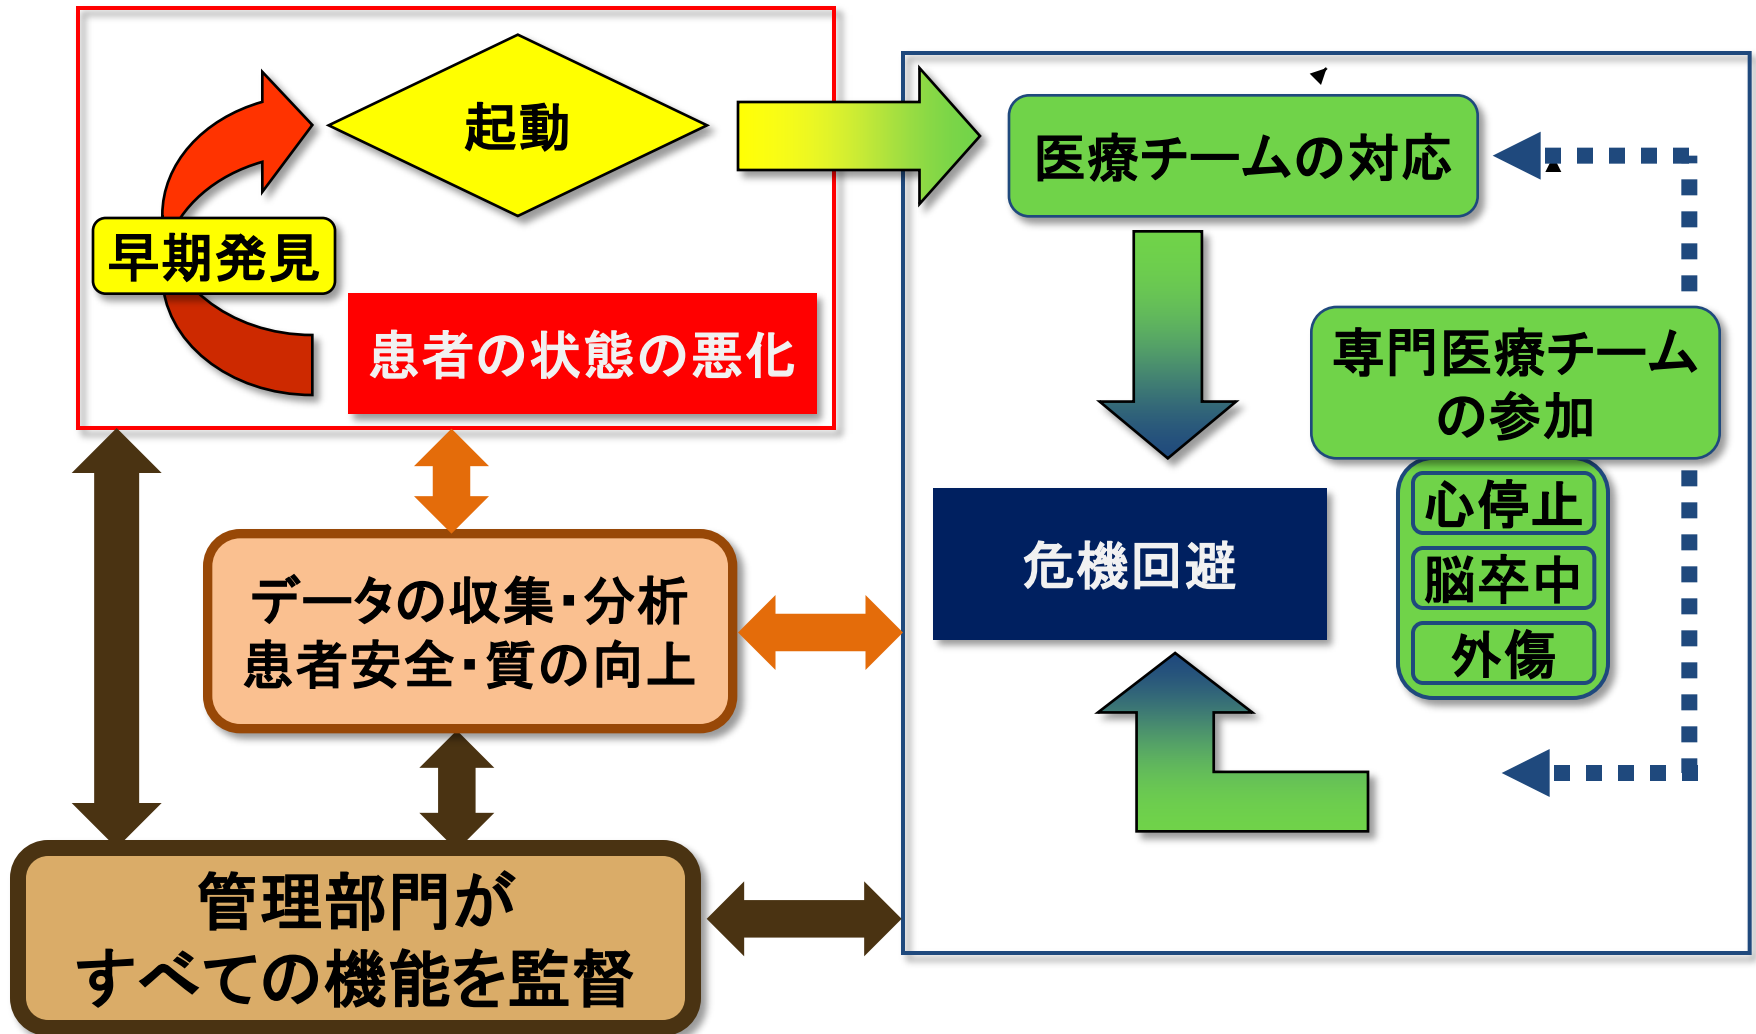 起動
早期発見
患者の状態の悪化
医療チームの対応
専門医療チーム
の参加
心停止
脳卒中
外傷
危機回避
データの収集・分析
患者安全・質の向上
管理部門が
すべての機能を監督